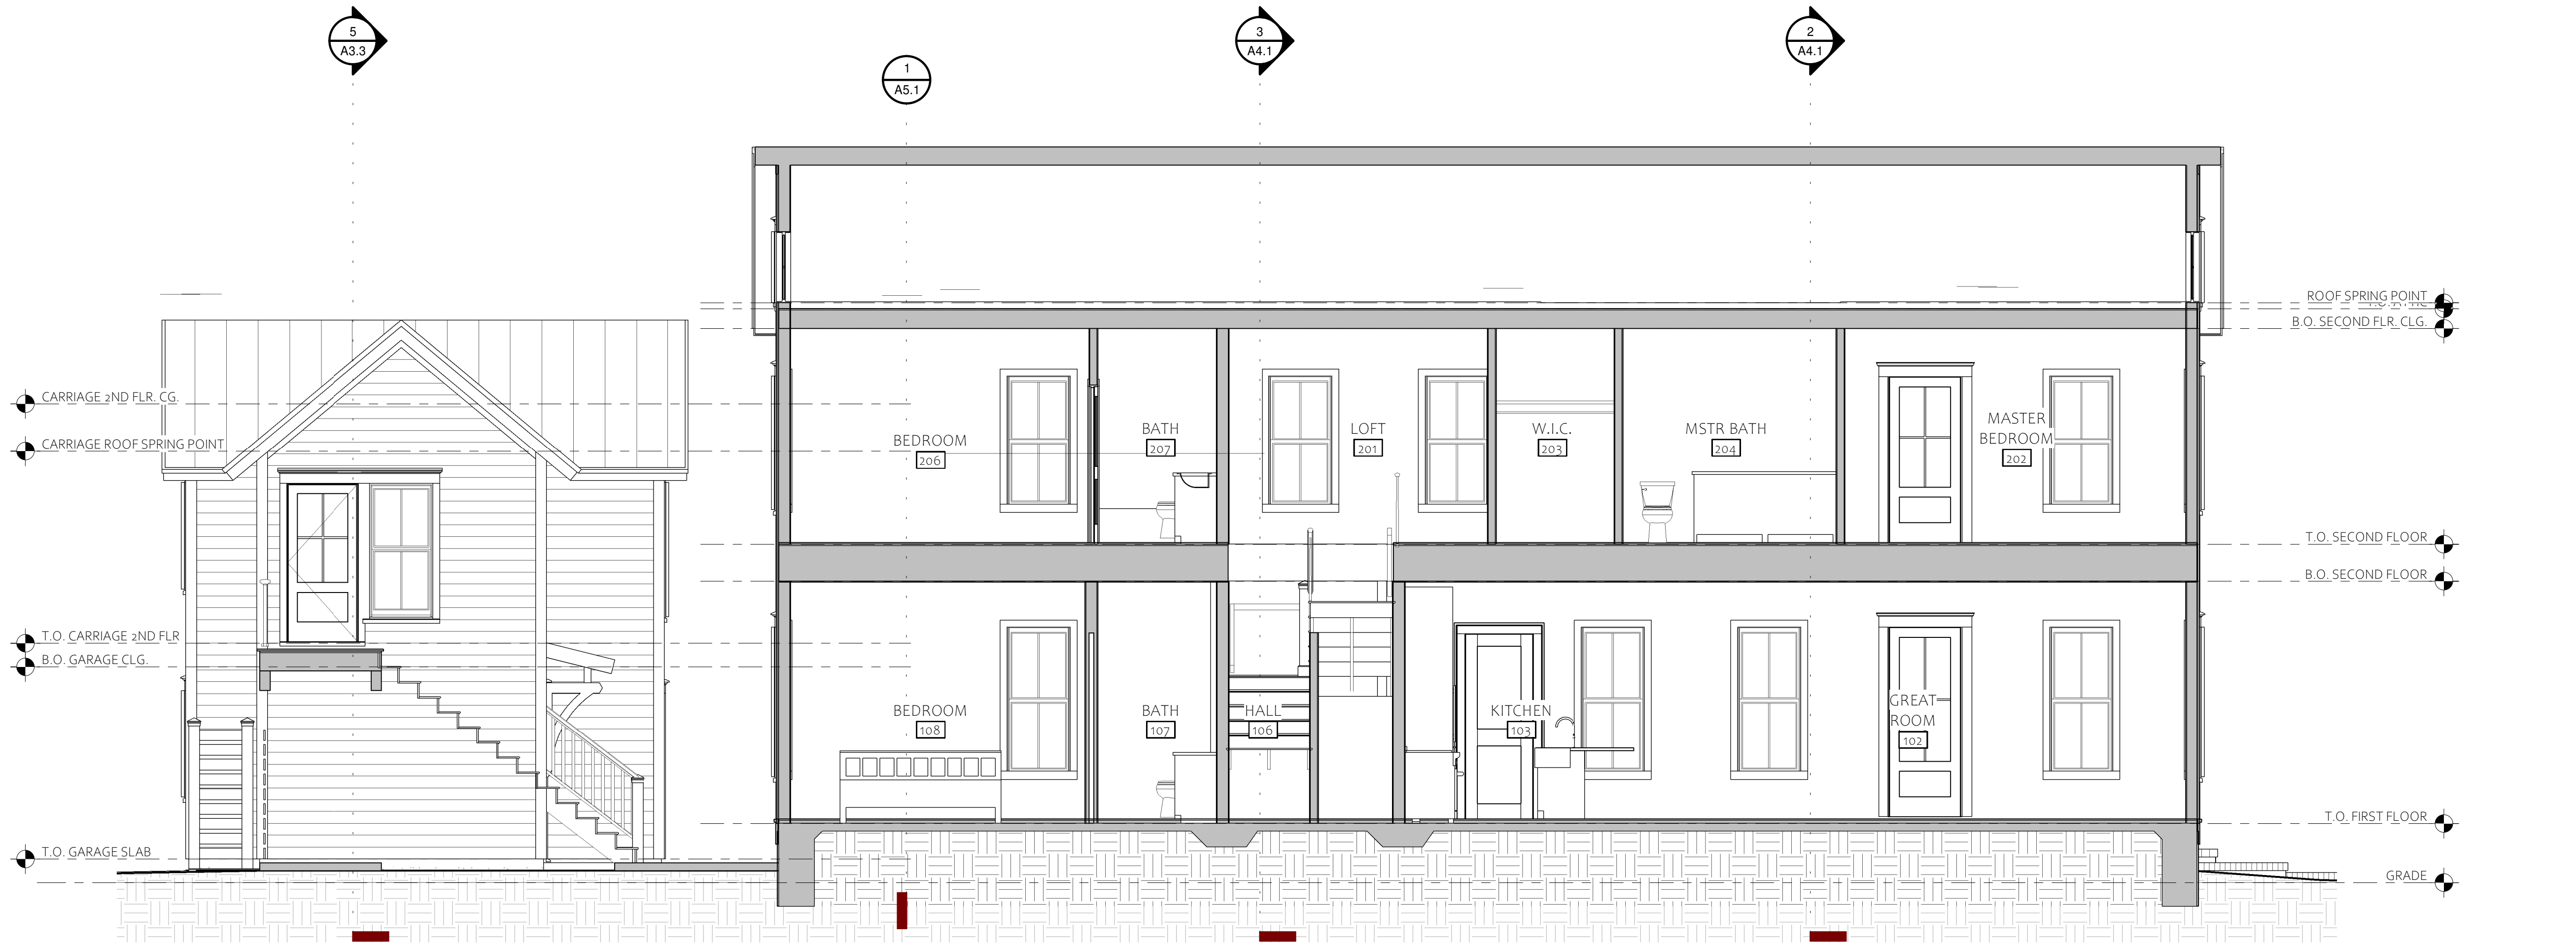 5
A3.3
1
A5.1
3
A4.1
2
A4.1
ROOF SPRING POINT
B.O. SECOND FLR. CLG.
CARRIAGE 2ND FLR. CG.
CARRIAGE ROOF SPRING POINT
BEDROOM
206
BATH
207
LOFT
201
W.I.C.
203
MSTR BATH
204
MASTER
BEDROOM
202
T.O. SECOND FLOOR
B.O. SECOND FLOOR
T.O. CARRIAGE 2ND FLR
B.O. GARAGE CLG.
BEDROOM
108
BATH
107
HALL
106
KITCHEN
103
GREAT
ROOM
102
T.O. FIRST FLOOR
T.O. GARAGE SLAB
GRADE